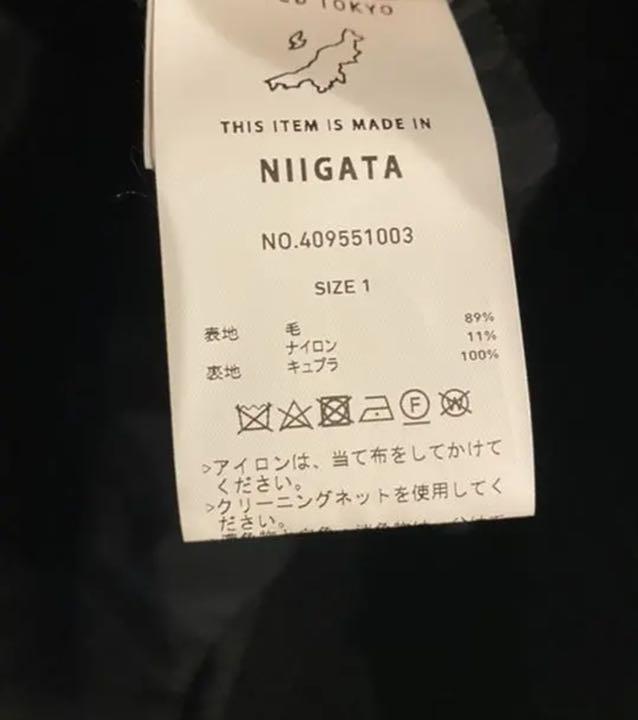 TOKYO
THIS ITEM IS MADE IN
NIIGATA
NO.409551003
SIZE 1
表地 毛 89%
ナイロン 11%
裏地 キュプラ 100%
F W
>アイロンは、当て布をしてかけて
ください。
>クリーニングネットを使用してく
ださい。